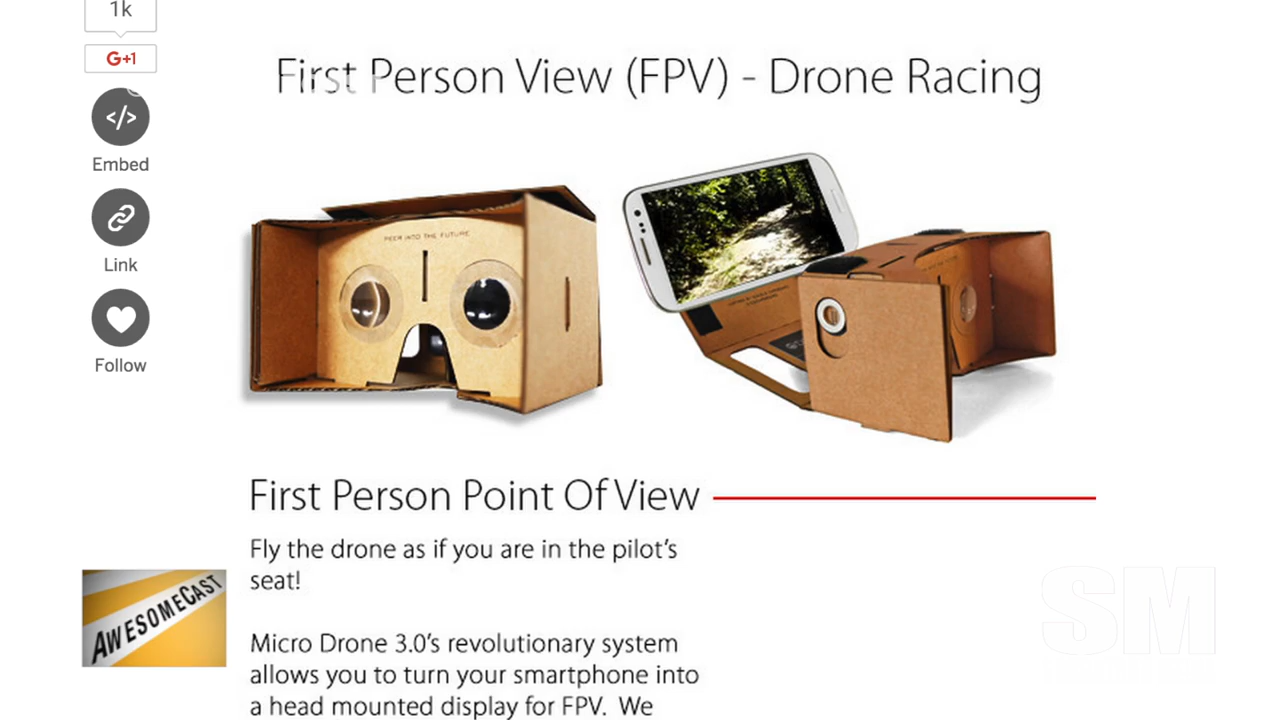 1k
G+1
First Person View (FPV) - Drone Racing
</>
Embed
PEER INTO THE FUTURE
Link
Follow
First Person Point Of View
Fly the drone as if you are in the pilot's
seat!
AWESOMECAST
Micro Drone 3.0's revolutionary system
allows you to turn your smartphone into
a head mounted display for FPV. We
SM